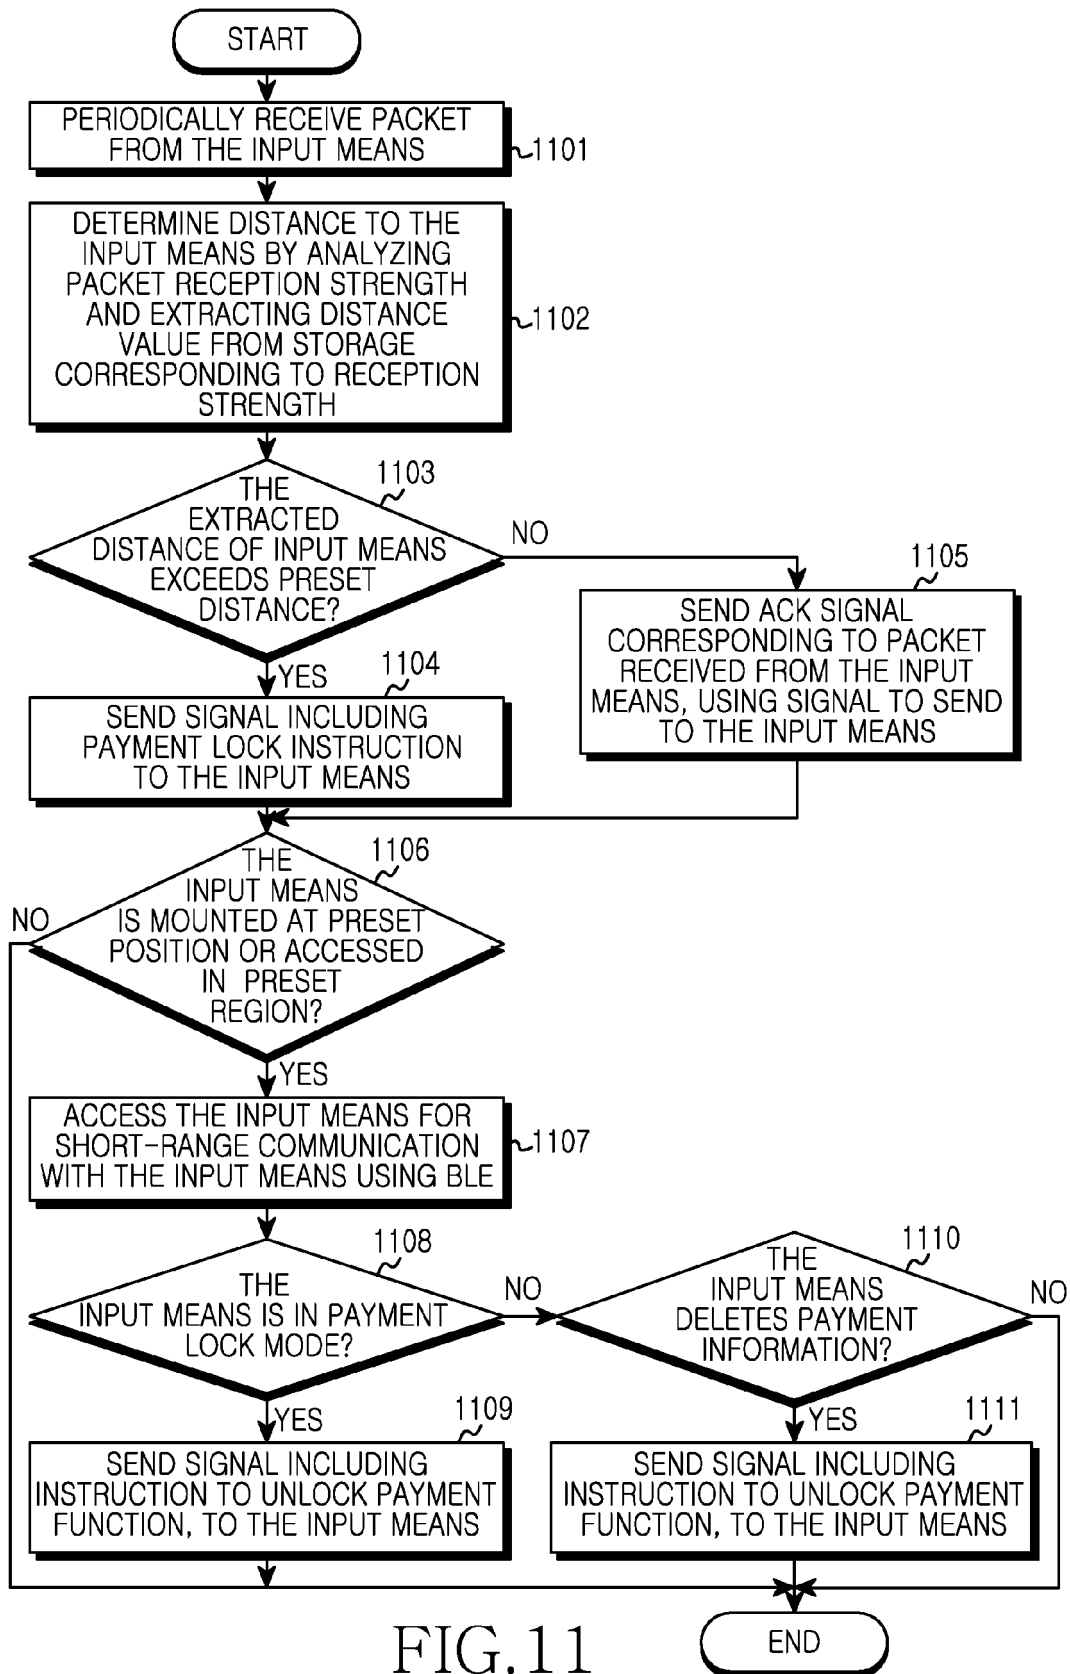 START
PERIODICALLY RECEIVE PACKET
FROM THE INPUT MEANS
1101
DETERMINE DISTANCE TO THE
INPUT MEANS BY ANALYZING
PACKET RECEPTION STRENGTH
AND EXTRACTING DISTANCE
VALUE FROM STORAGE
CORRESPONDING TO RECEPTION
STRENGTH
1102
1103
THE
EXTRACTED
DISTANCE OF INPUT MEANS
EXCEEDS PRESET
DISTANCE?
NO
YES
1105
SEND ACK SIGNAL
CORRESPONDING TO PACKET
RECEIVED FROM THE INPUT
MEANS, USING SIGNAL TO SEND
TO THE INPUT MEANS
1104
SEND SIGNAL INCLUDING
PAYMENT LOCK INSTRUCTION
TO THE INPUT MEANS
1106
THE
INPUT MEANS
IS MOUNTED AT PRESET
POSITION OR ACCESSED
IN PRESET
REGION?
NO
YES
ACCESS THE INPUT MEANS FOR
SHORT-RANGE COMMUNICATION
WITH THE INPUT MEANS USING BLE
1107
1108
THE
INPUT MEANS IS IN PAYMENT
LOCK MODE?
NO
YES
1110
THE
INPUT MEANS
DELETES PAYMENT
INFORMATION?
NO
YES
1109
SEND SIGNAL INCLUDING
INSTRUCTION TO UNLOCK PAYMENT
FUNCTION, TO THE INPUT MEANS
1111
SEND SIGNAL INCLUDING
INSTRUCTION TO UNLOCK PAYMENT
FUNCTION, TO THE INPUT MEANS
END
FIG.11